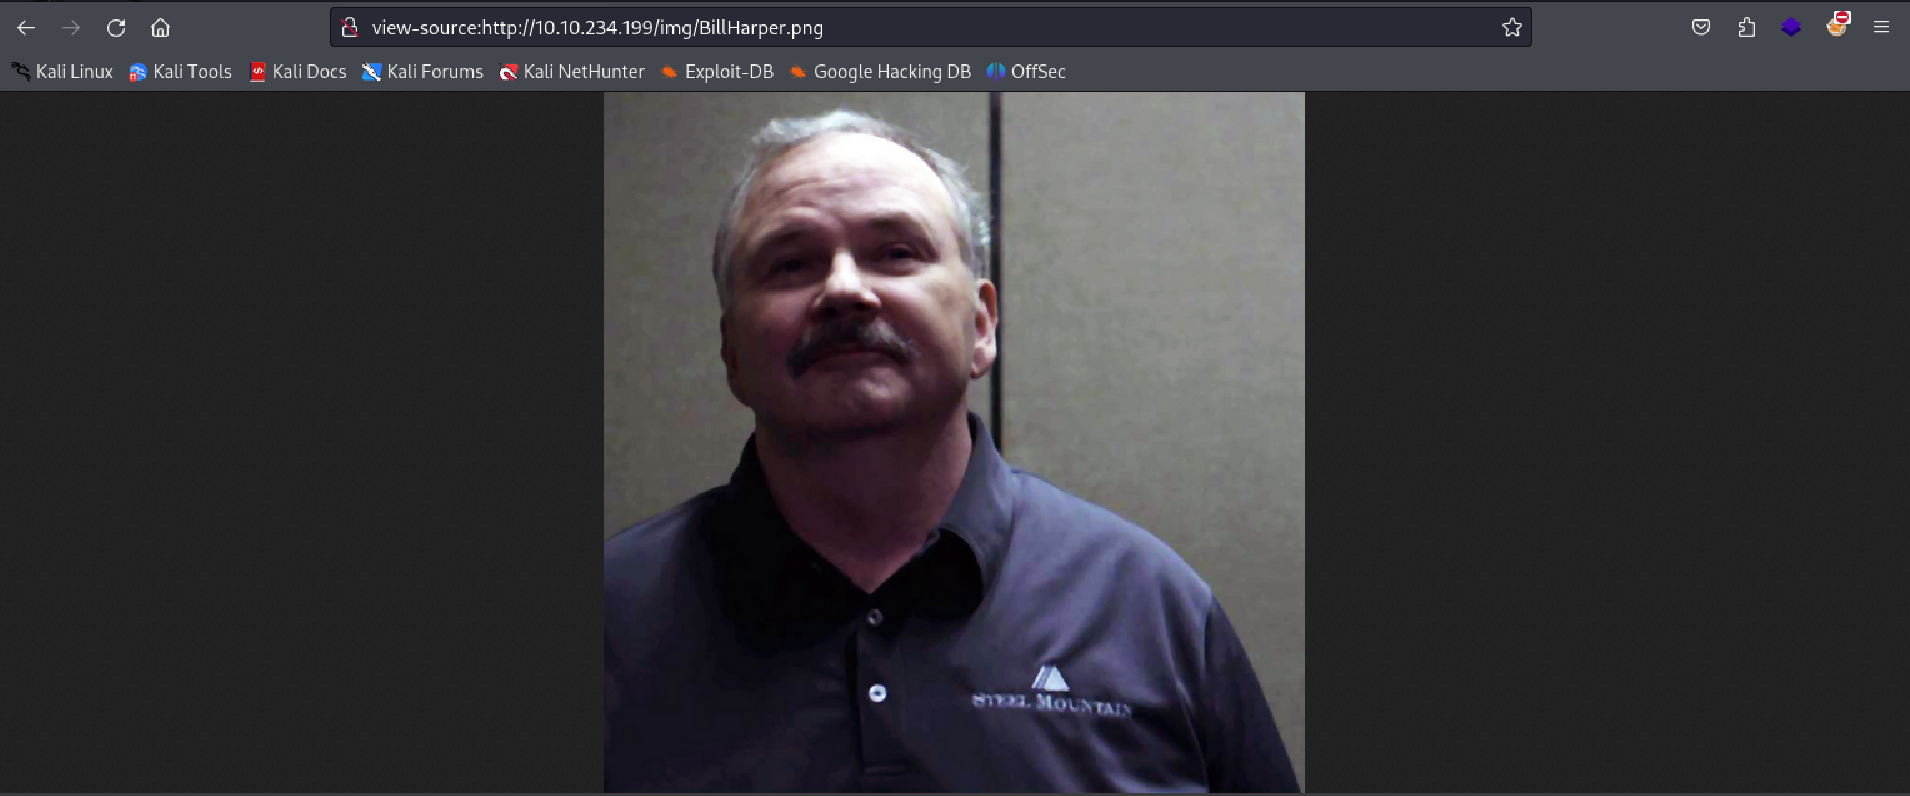 view-source:http://10.10.234.199/img/BillHarper.png
Kali Linux Kali Tools Kali Docs Kali Forums Kali NetHunter Exploit-DB Google Hacking DB OffSec
STEEL MOUNTAIN